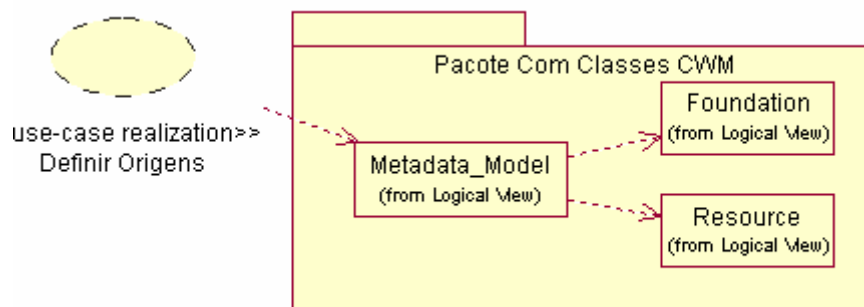 Pacote Com Classes CWM
Foundation
(from Logical View)
use-case realization>>
Definir Origens
Metadata_Model
(from Logical View)
Resource
(from Logical View)